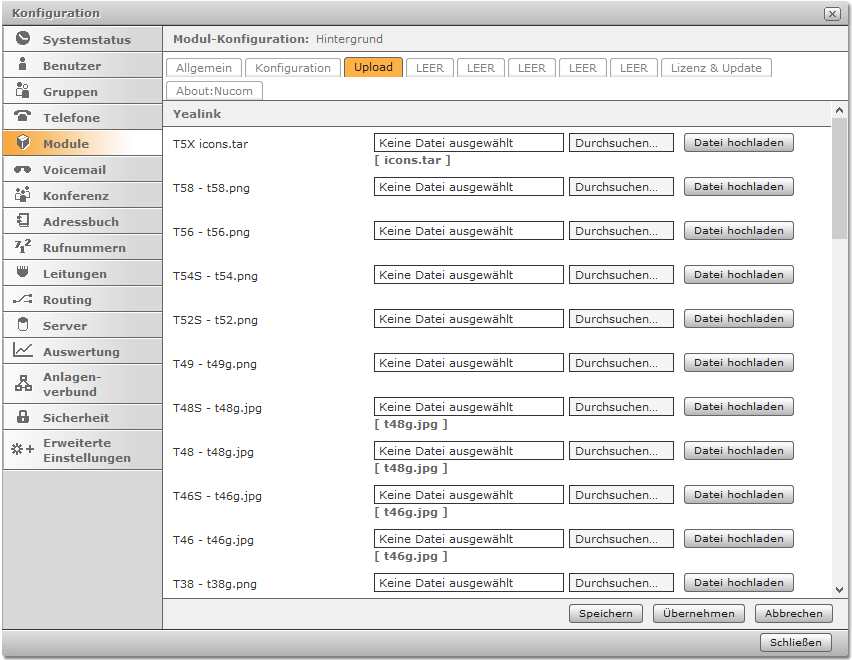 Konfiguration
Systemstatus
Benutzer
Gruppen
Telefone
Module
Voicemail
Konferenz
Adressbuch
Rufnummern
Leitungen
Routing
Server
Auswertung
Anlagen-
verbund
Sicherheit
Erweiterte
Einstellungen
Modul-Konfiguration: Hintergrund
Allgemein Konfiguration Upload LEER LEER LEER LEER LEER Lizenz & Update
About:Nucom
Yealink
T5X icons.tar Keine Datei ausgewählt Durchsuchen... Datei hochladen
[ icons.tar ]
T58 - t58.png Keine Datei ausgewählt Durchsuchen... Datei hochladen
T56 - t56.png Keine Datei ausgewählt Durchsuchen... Datei hochladen
T54S - t54.png Keine Datei ausgewählt Durchsuchen... Datei hochladen
T52S - t52.png Keine Datei ausgewählt Durchsuchen... Datei hochladen
T49 - t49g.png Keine Datei ausgewählt Durchsuchen... Datei hochladen
T48S - t48g.jpg Keine Datei ausgewählt Durchsuchen... Datei hochladen
[ t48g.jpg ]
T48 - t48g.jpg Keine Datei ausgewählt Durchsuchen... Datei hochladen
[ t48g.jpg ]
T46S - t46g.jpg Keine Datei ausgewählt Durchsuchen... Datei hochladen
[ t46g.jpg ]
T46 - t46g.jpg Keine Datei ausgewählt Durchsuchen... Datei hochladen
[ t46g.jpg ]
T38 - t38g.png Keine Datei ausgewählt Durchsuchen... Datei hochladen
Speichern Übernehmen Abbrechen
Schließen